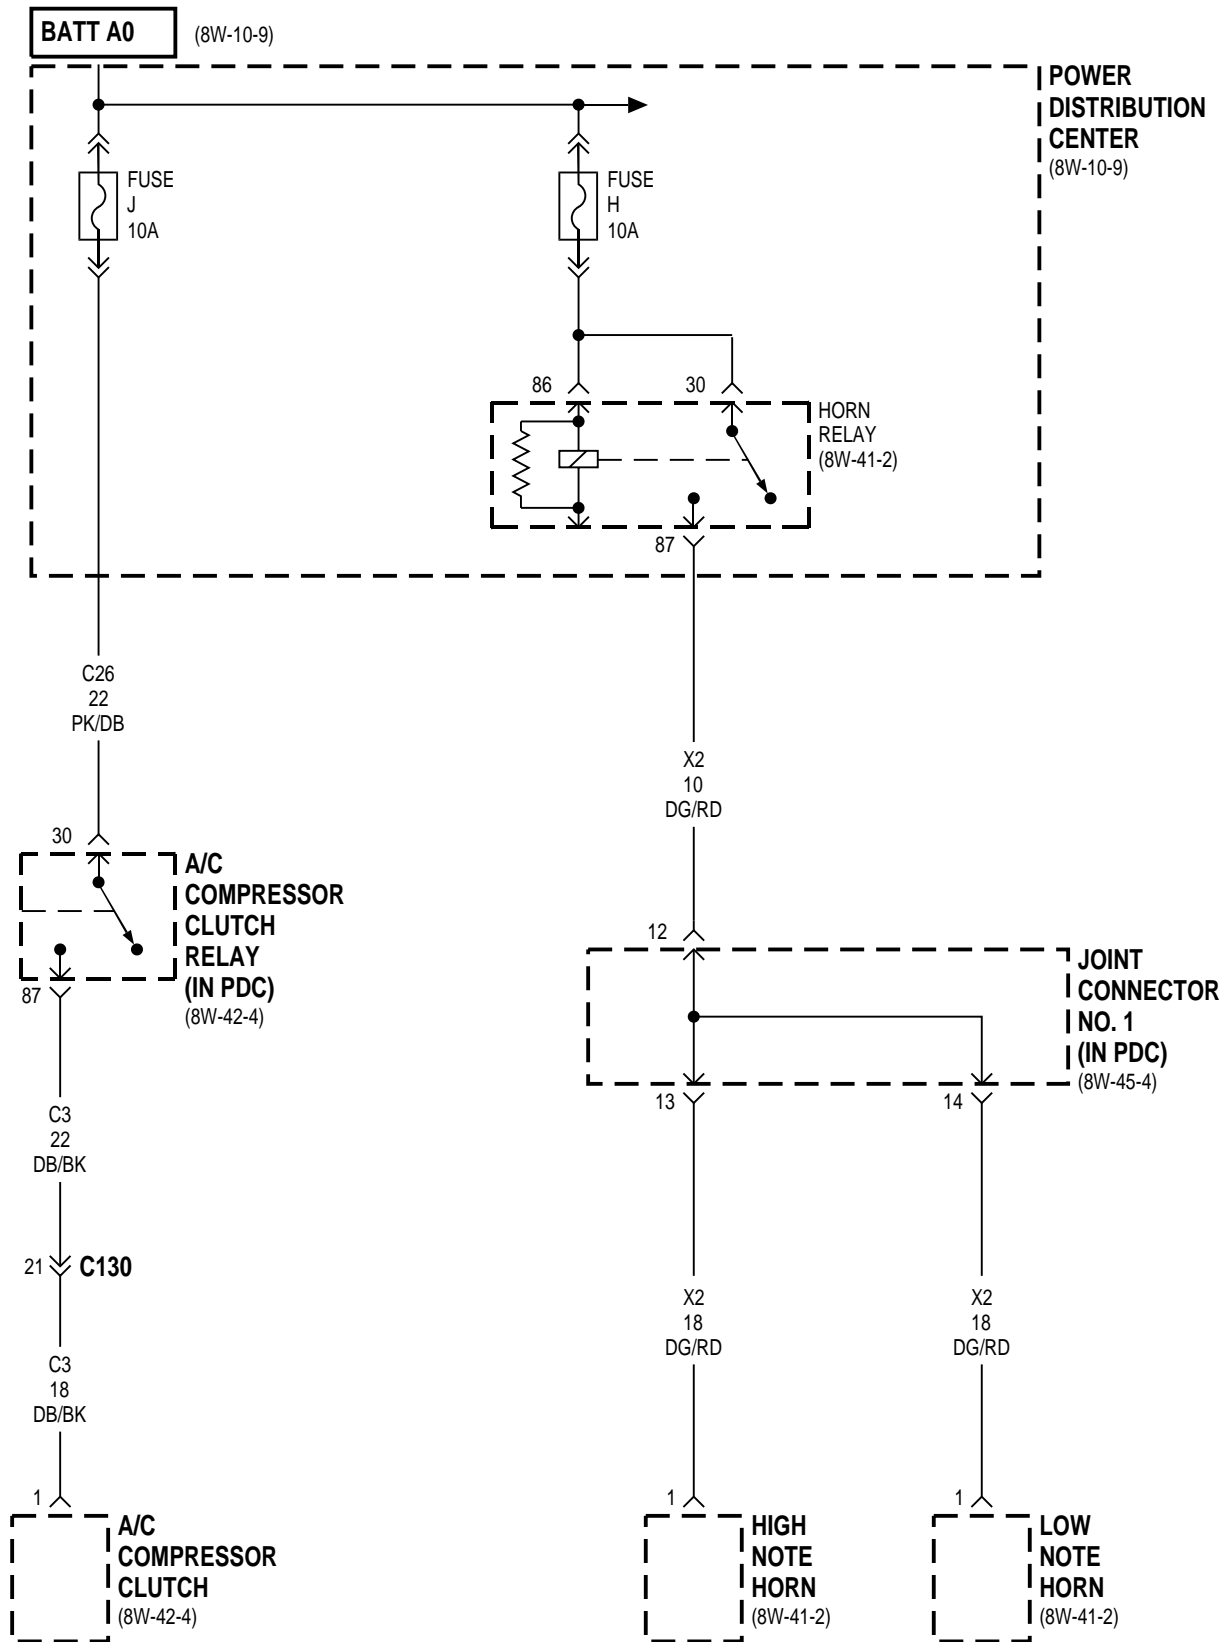 BATT A0
(8W-10-9)
POWER
DISTRIBUTION
CENTER
(8W-10-9)
FUSE
J
10A
FUSE
H
10A
86
30
HORN
RELAY
(8W-41-2)
87
C26
22
PK/DB
X2
10
DG/RD
30
A/C
COMPRESSOR
CLUTCH
RELAY
(IN PDC)
(8W-42-4)
87
12
JOINT
CONNECTOR
NO. 1
(IN PDC)
(8W-45-4)
13
14
C3
22
DB/BK
21
C130
X2
18
DG/RD
X2
18
DG/RD
C3
18
DB/BK
1
A/C
COMPRESSOR
CLUTCH
(8W-42-4)
1
HIGH
NOTE
HORN
(8W-41-2)
1
LOW
NOTE
HORN
(8W-41-2)